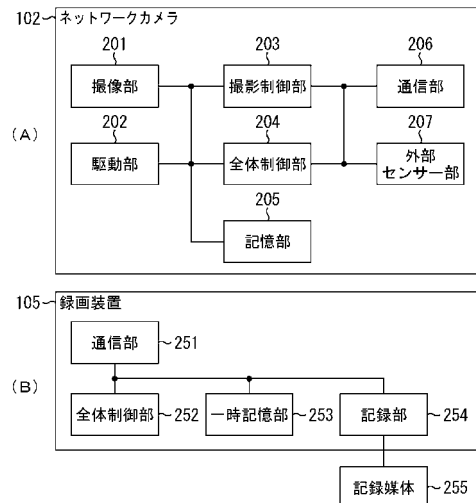 102 ネットワークカメラ
201 203 206
撮像部 撮影制御部 通信部
(A) 202 204 207
駆動部 全体制御部 外部
センサー部
205
記憶部
105 録画装置
通信部 251
(B)
全体制御部 252 一時記憶部 253 記録部 254
記録媒体 255